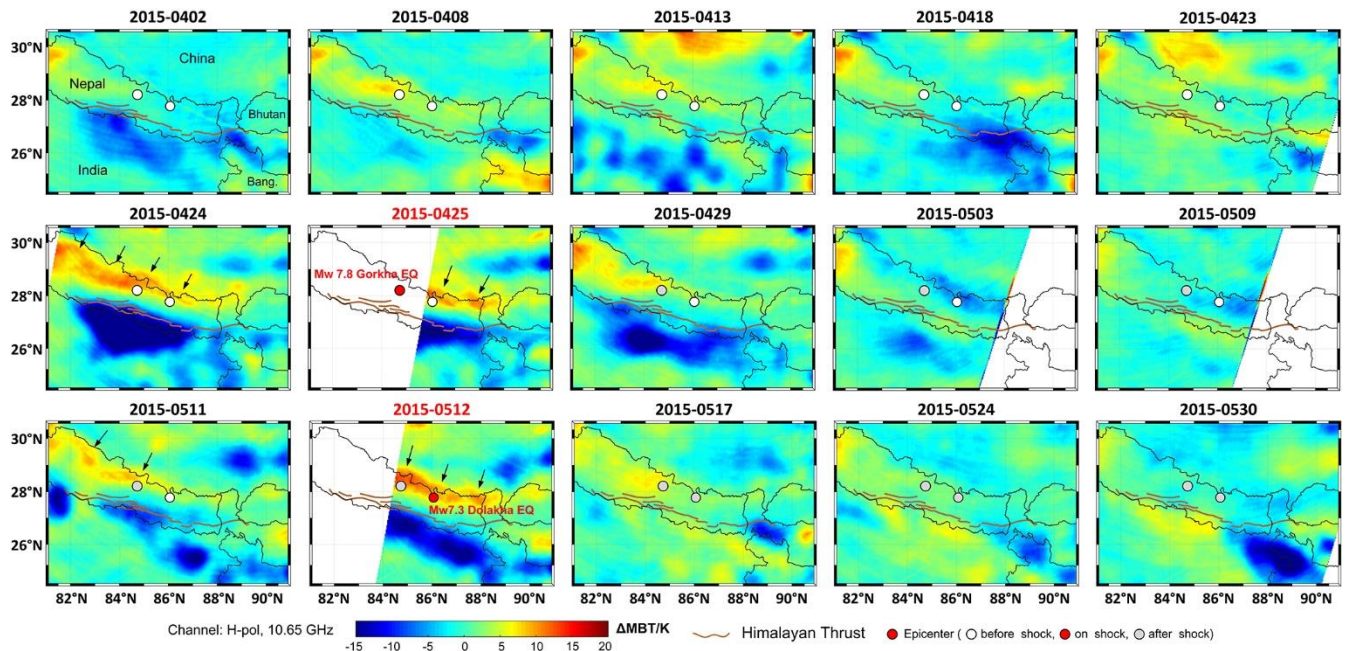 2015-0402 2015-0408 2015-0413 2015-0418 2015-0423
30°N
China
Nepal
28°N
Bhutan
26°N
India
Bang.
2015-0424 2015-0425 2015-0429 2015-0503 2015-0509
30°N
Mw 7.8 Gorkha EQ
28°N
26°N
2015-0511 2015-0512 2015-0517 2015-0524 2015-0530
30°N
28°N
Mw7.3 Dolakha EQ
26°N
82°N 84°N 86°N 88°N 90°N 82°N 84°N 86°N 88°N 90°N 82°N 84°N 86°N 88°N 90°N 82°N 84°N 86°N 88°N 90°N 82°N 84°N 86°N 88°N 90°N
Channel: H-pol, 10.65 GHz ΔMBT/K Himalayan Thrust Epicenter ( before shock, on shock, after shock)
-15 -10 -5 0 5 10 15 20